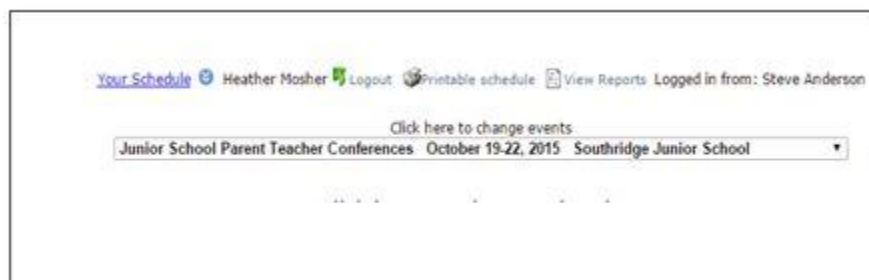 Your Schedule Heather Mosher Logout Printable schedule View Reports Logged in from: Steve Anderson
Click here to change events
Junior School Parent Teacher Conferences October 19-22, 2015 Southridge Junior School